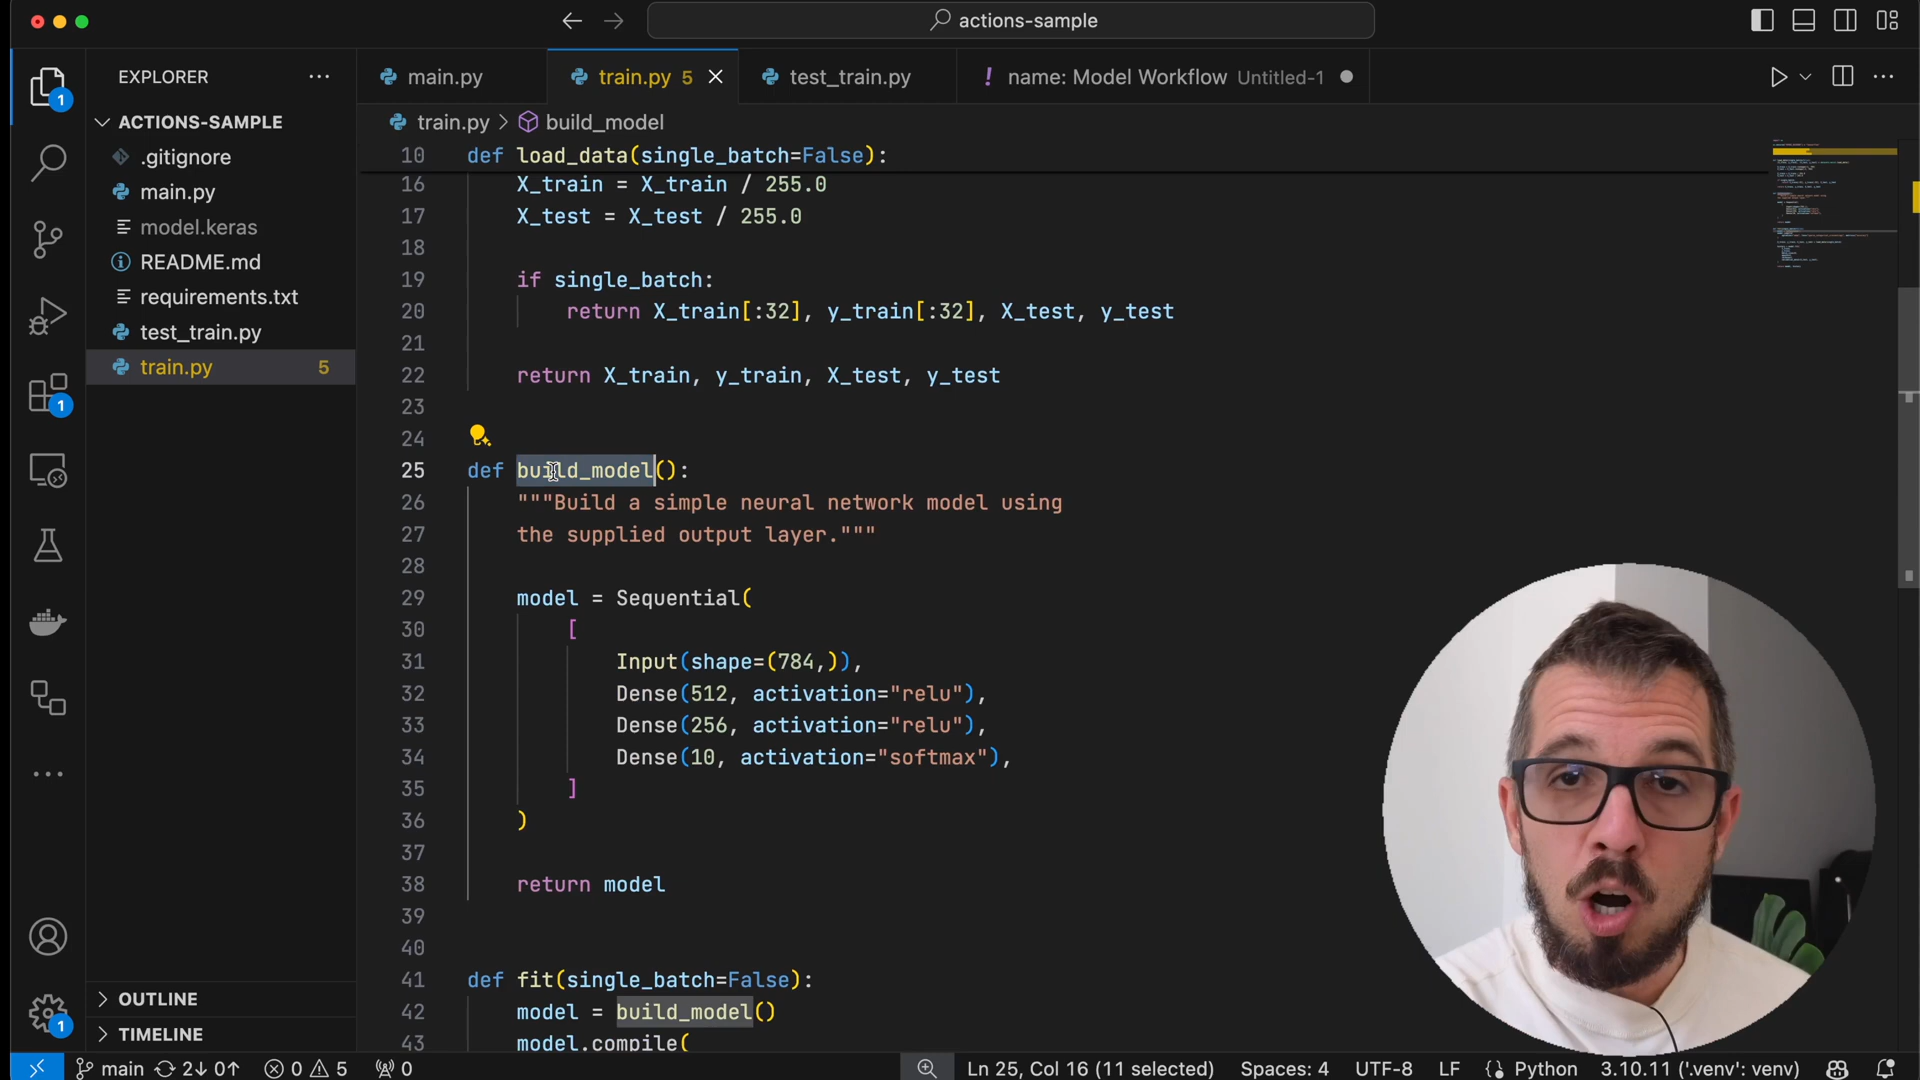 actions-sample
EXPLORER
main.py
train.py 5
test_train.py
! name: Model Workflow Untitled-1
1
ACTIONS-SAMPLE
.gitignore
main.py
model.keras
README.md
requirements.txt
test_train.py
train.py 5
1
OUTLINE
TIMELINE
1
train.py > build_model
10 def load_data(single_batch=False):
16 X_train = X_train / 255.0
17 X_test = X_test / 255.0
18
19 if single_batch:
20 return X_train[:32], y_train[:32], X_test, y_test
21
22 return X_train, y_train, X_test, y_test
23
24
25 def build_model():
26 """Build a simple neural network model using
27 the supplied output layer."""
28
29 model = Sequential(
30 [
31 Input(shape=(784,)),
32 Dense(512, activation="relu"),
33 Dense(256, activation="relu"),
34 Dense(10, activation="softmax"),
35 ]
36 )
37
38 return model
39
40
41 def fit(single_batch=False):
42 model = build_model()
43 model.compile(
main 2↓ 0↑ 0 5 0 Ln 25, Col 16 (11 selected) Spaces: 4 UTF-8 LF Python 3.10.11 ('.venv': venv)